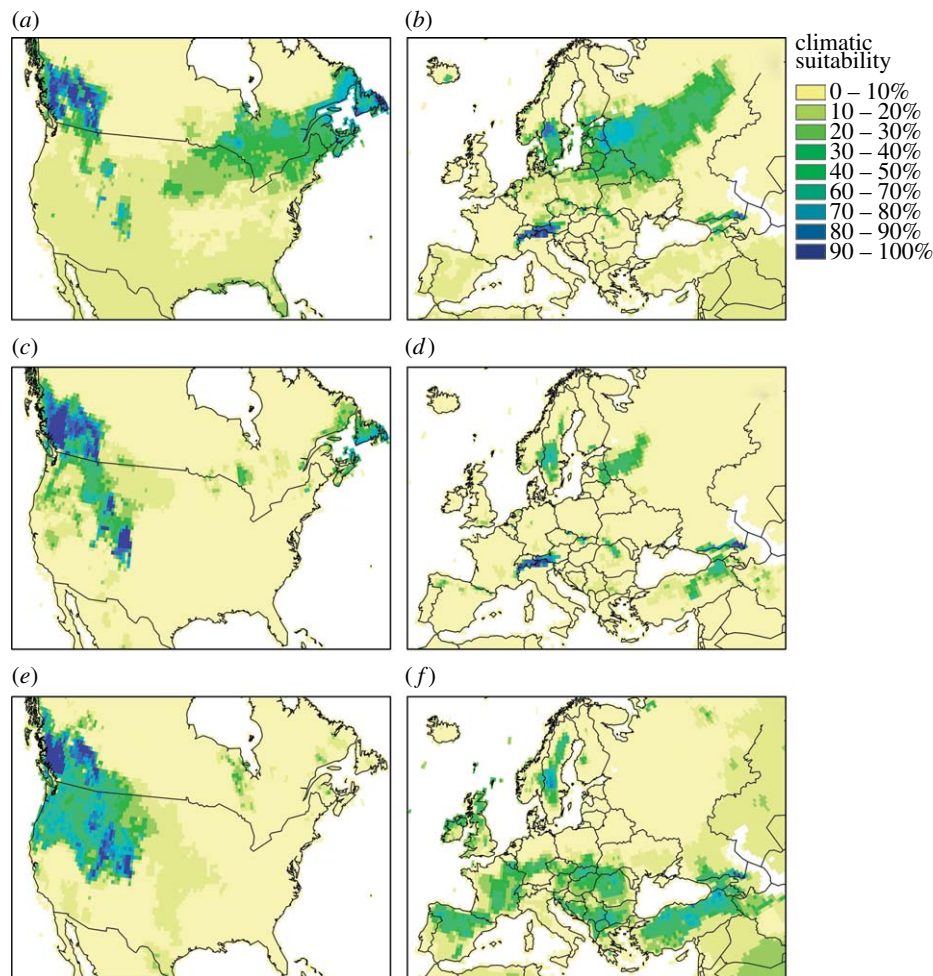 (a)
(b)
climatic
suitability
0 – 10%
10 – 20%
20 – 30%
30 – 40%
40 – 50%
60 – 70%
70 – 80%
80 – 90%
90 – 100%
(c)
(d)
(e)
(f)